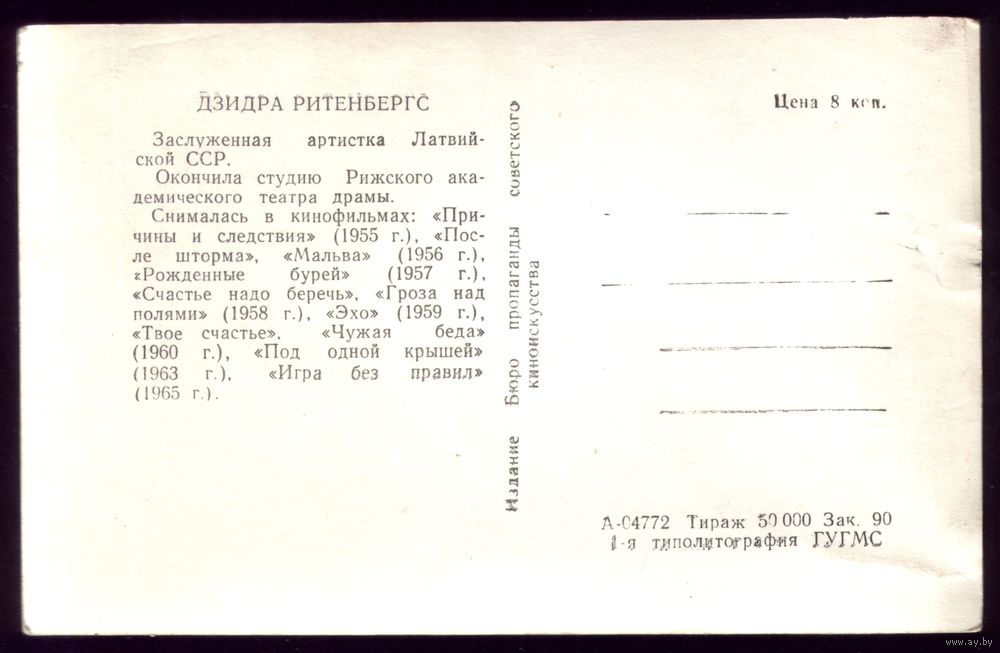 ДЗИДРА РИТЕНБЕРГС
Заслуженная артистка Латвий-
ской ССР.
Окончила студию Рижского ака-
демического театра драмы.
Снималась в кинофильмах: «При-
чины и следствия» (1955 г.), «Пос-
ле шторма», «Мальва» (1956 г.),
«Рожденные бурей» (1957 г.),
«Счастье надо беречь», «Гроза над
полями» (1958 г.), «Эхо» (1959 г.),
«Твое счастье», «Чужая беда»
(1960 г.), «Под одной крышей»
(1963 г.), «Игра без правил»
(1965 г.).
Издание Бюро пропаганды советского
киноискусства
Цена 8 коп.
А-04772 Тираж 50 000 Зак. 90
1-я типолитография ГУГМС
www.ay.by